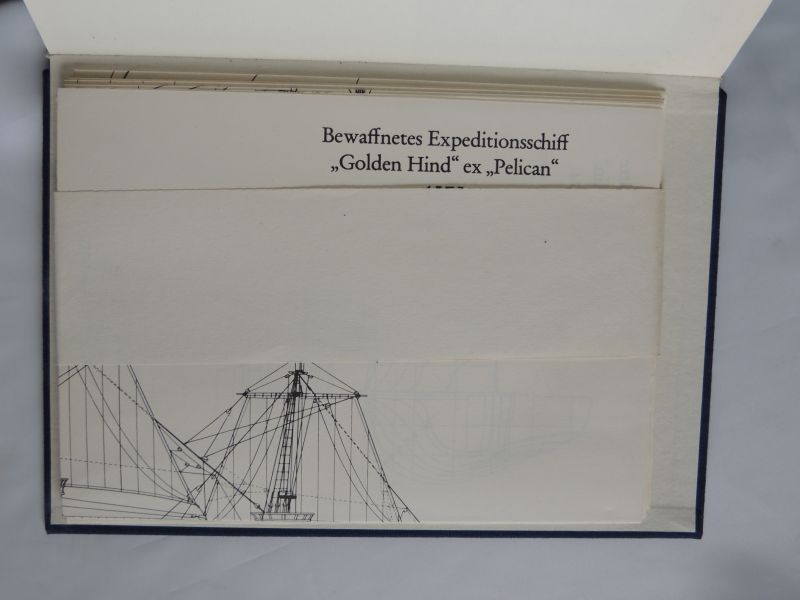 Bewaffnetes Expeditionsschiff
„Golden Hind“ ex „Pelican“